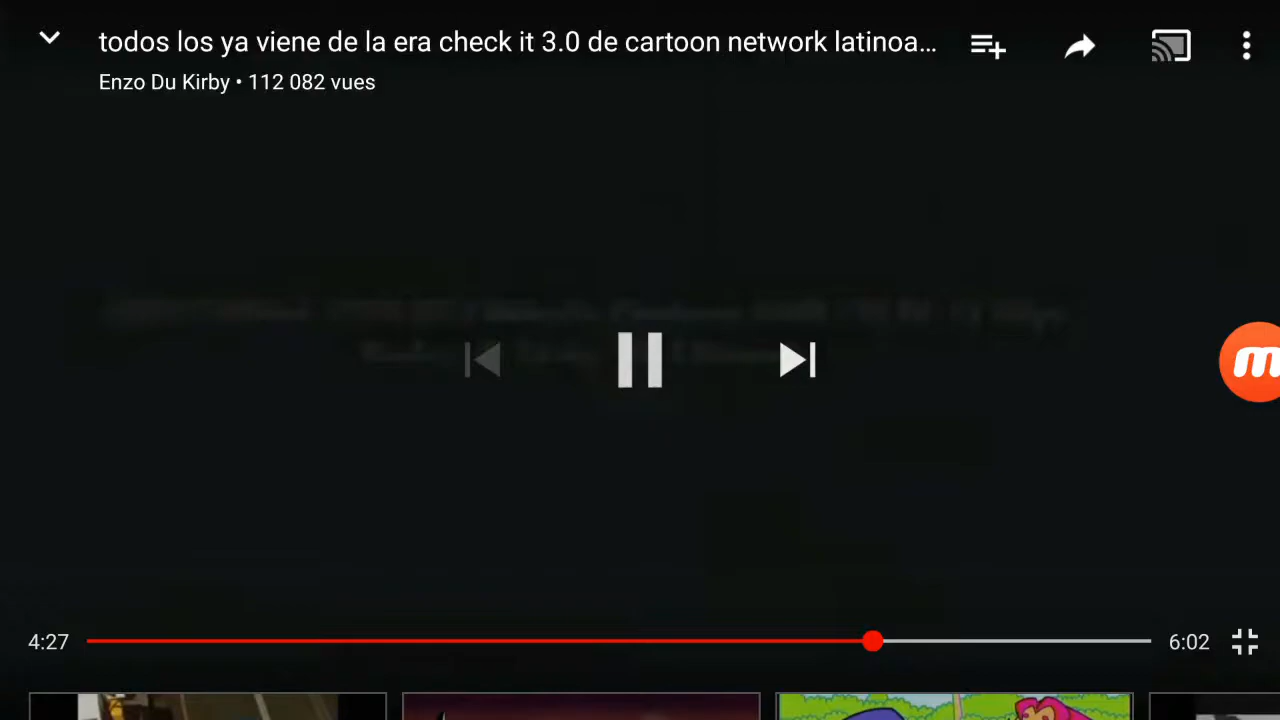 todos los ya viene de la era check it 3.0 de cartoon network latinoa...
Enzo Du Kirby • 112 082 vues
4:27
6:02